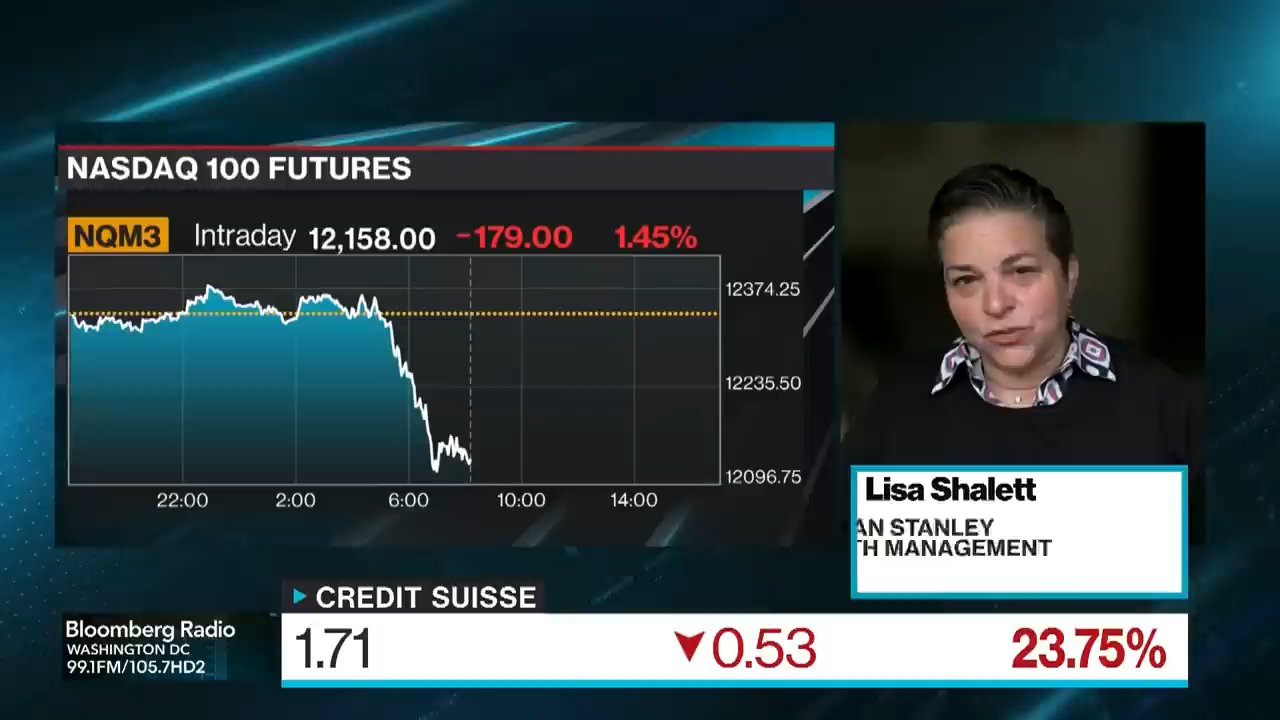 NASDAQ 100 FUTURES
NQM3 Intraday 12,158.00 -179.00 1.45%
12374.25
12235.50
12096.75
22:00 2:00 6:00 10:00 14:00
Lisa Shalett
AN STANLEY
TH MANAGEMENT
CREDIT SUISSE
1.71 0.53 23.75%
Bloomberg Radio
WASHINGTON DC
99.1FM/105.7HD2